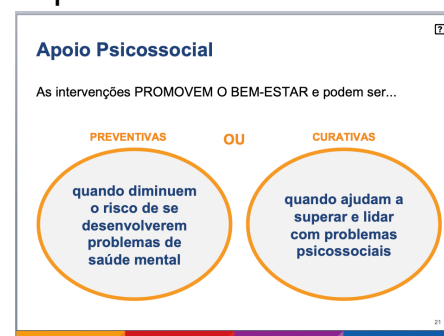 Apoio Psicossocial
As intervenções PROMOVEM O BEM-ESTAR e podem ser...
PREVENTIVAS
OU
CURATIVAS
quando diminuem
o risco de se
desenvolverem
problemas de
saúde mental
quando ajudam a
superar e lidar
com problemas
psicossociais
21